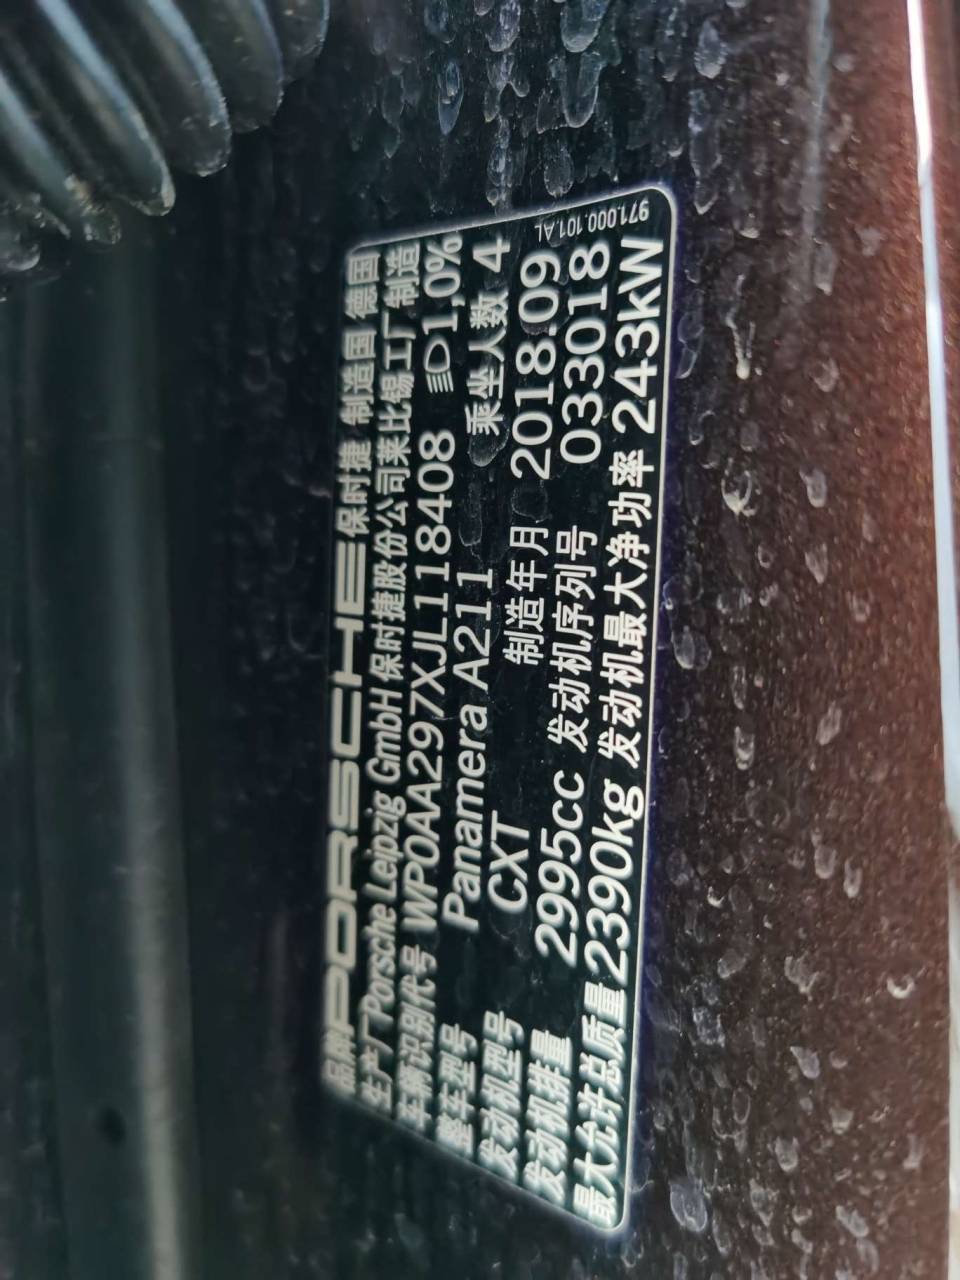 品牌 PORSCHE 保时捷 制造国 德国
生产厂 Porsche Leipzig GmbH 保时捷股份公司莱比锡工厂制造
车辆识别代号 WP0AA297XJL118408 1,0%
整车型号 Panamera A211 乘坐人数 4
发动机型号 CXT 制造年月 2018.09
发动机排量 2995cc 发动机序列号 033018
最大允许总质量 2390kg 发动机最大净功率 243kW
971.000.101.AL